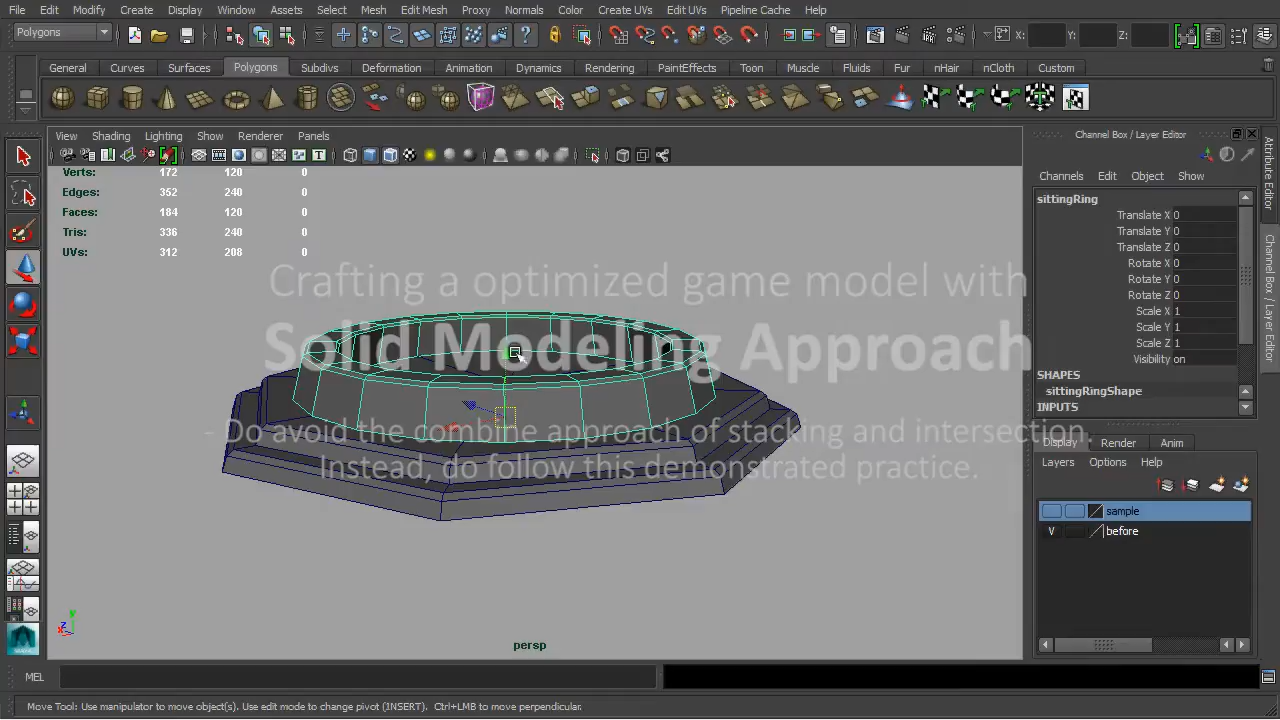 File Edit Modify Create Display Window Assets Select Mesh Edit Mesh Proxy Normals Color Create UVs Edit UVs Pipeline Cache Help
Polygons X: Y: Z:
General Curves Surfaces Polygons Subdivs Deformation Animation Dynamics Rendering PaintEffects Toon Muscle Fluids Fur nHair nCloth Custom
View Shading Lighting Show Renderer Panels
Verts: 172 120 0
Edges: 352 240 0
Faces: 184 120 0
Tris: 336 240 0
UVs: 312 208 0
Crafting a optimized game model with
Solid Modeling Approach
- Do avoid the combine approach of stacking and intersection.
Instead, do follow this demonstrated practice.
persp
Channel Box / Layer Editor
Channels Edit Object Show
sittingRing
Translate X 0
Translate Y 0
Translate Z 0
Rotate X 0
Rotate Y 0
Rotate Z 0
Scale X 1
Scale Y 1
Scale Z 1
Visibility on
SHAPES
sittingRingShape
INPUTS
Display Render Anim
Layers Options Help
sample
V before
Attribute Editor
Channel Box / Layer Editor
MEL
Move Tool: Use manipulator to move object(s). Use edit mode to change pivot (INSERT). Ctrl+LMB to move perpendicular.